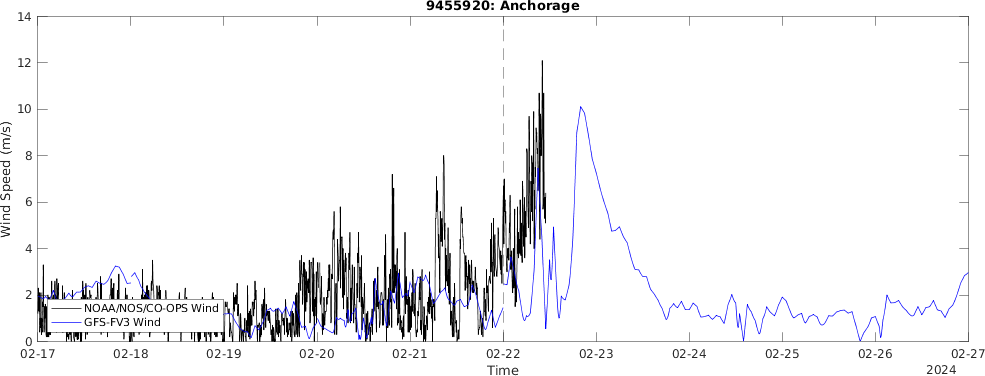 9455920: Anchorage
Wind Speed (m/s)
14
12
10
8
6
4
2
0
NOAA/NOS/CO-OPS Wind
GFS-FV3 Wind
02-17 02-18 02-19 02-20 02-21 02-22 02-23 02-24 02-25 02-26 02-27
Time
2024